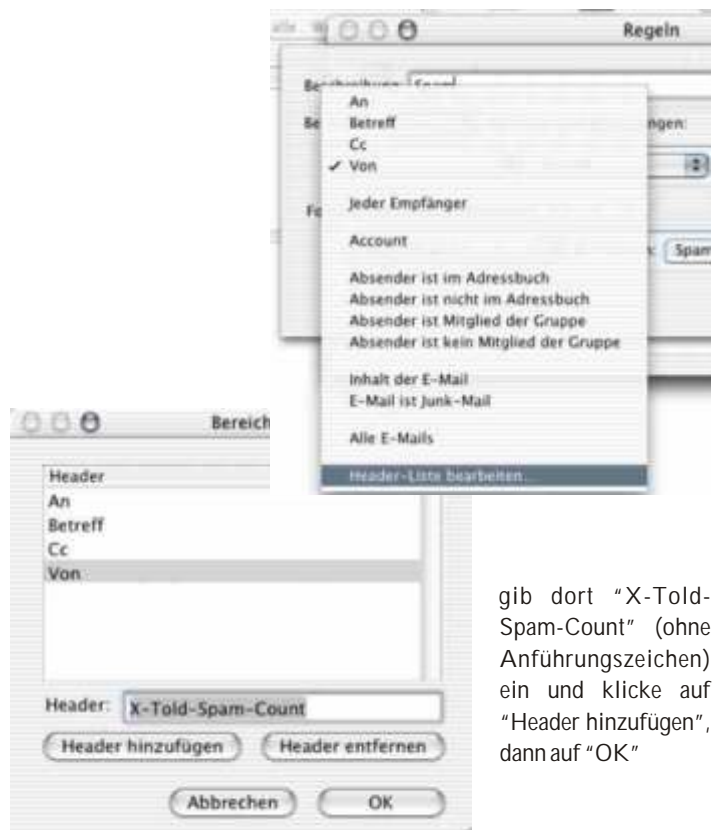 Regeln
An
Betreff
ngen:
Cc
✓ Von
Jeder Empfänger
Account
Spam
Absender ist im Adressbuch
Absender ist nicht im Adressbuch
Absender ist Mitglied der Gruppe
Absender ist kein Mitglied der Gruppe
Inhalt der E-Mail
E-Mail ist Junk-Mail
Alle E-Mails
Header-Liste bearbeiten...
Bereich
Header
An
Betreff
Cc
Von
Header: X-Told-Spam-Count
Header hinzufügen Header entfernen
Abbrechen OK
gib dort "X-Told-
Spam-Count" (ohne
Anführungszeichen)
ein und klicke auf
"Header hinzufügen",
dann auf "OK"